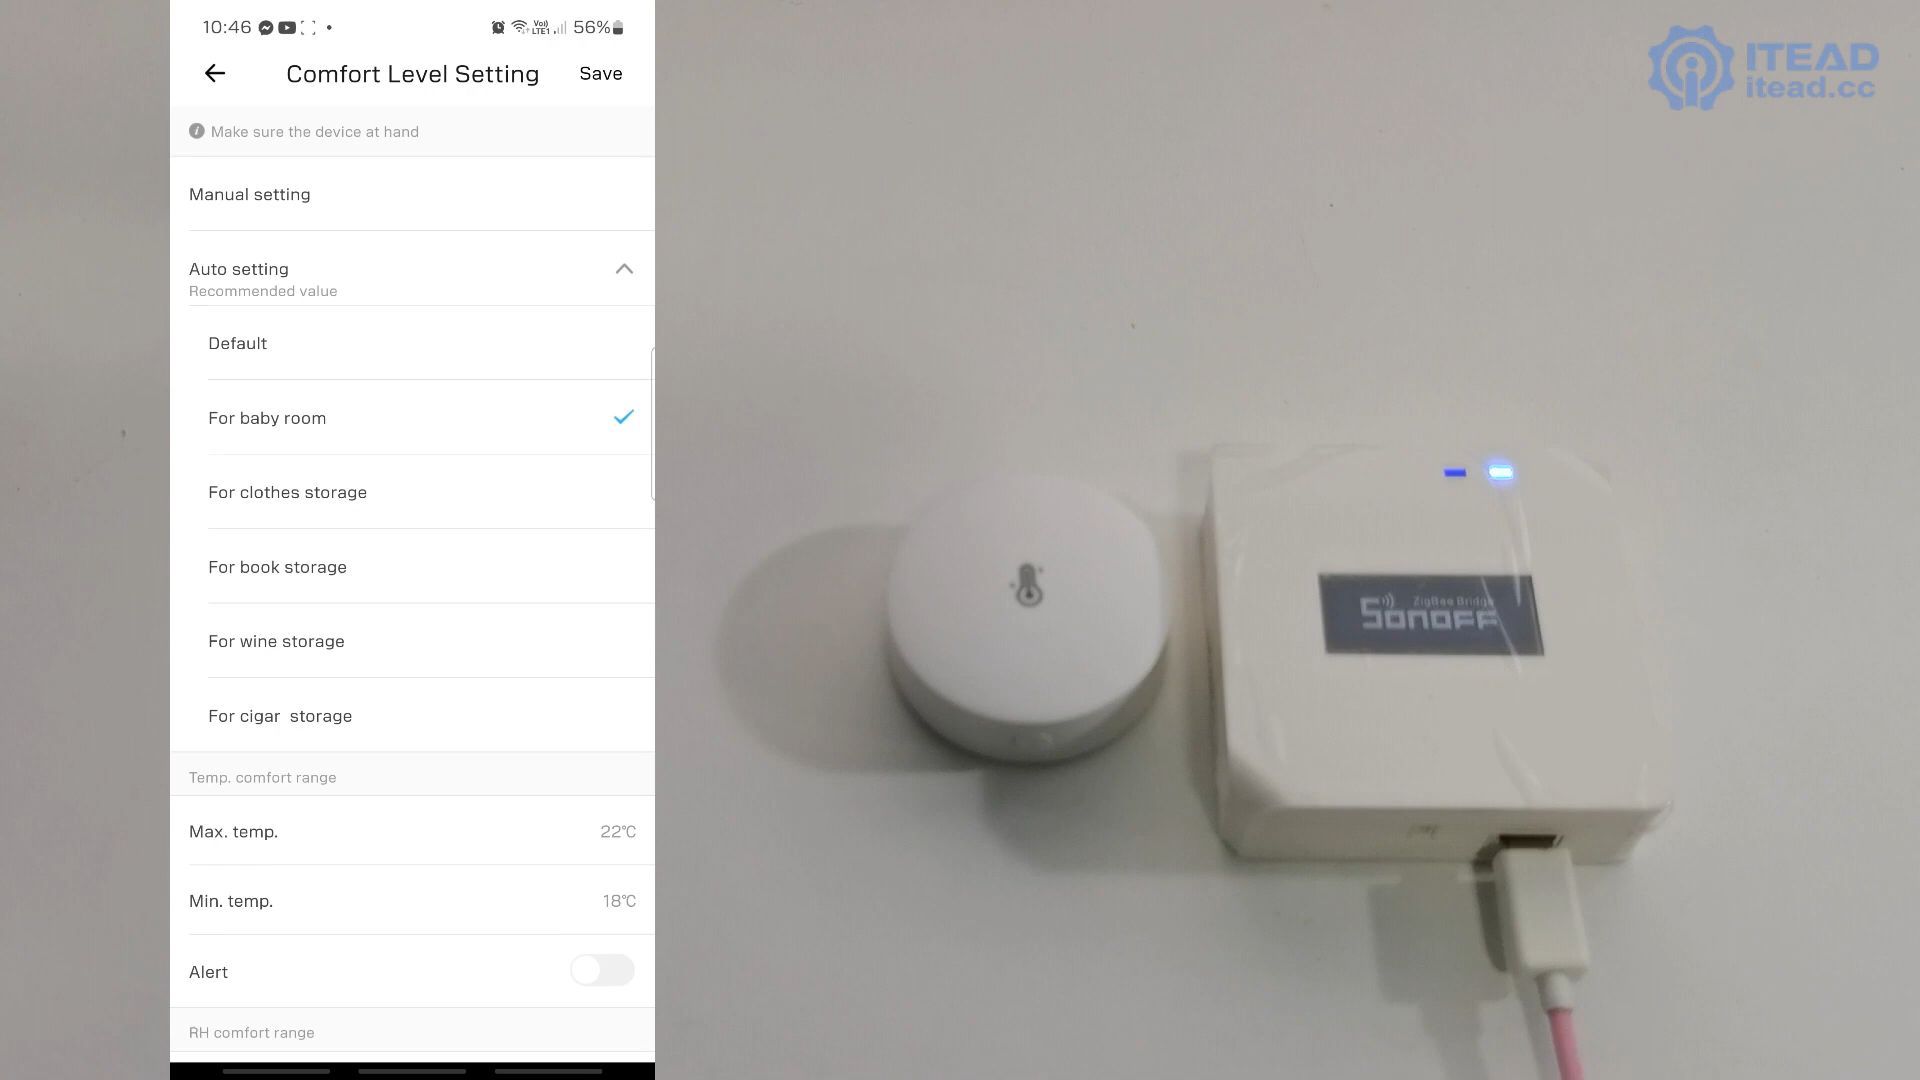 10:46
Vo)) LTE1 56%
Comfort Level Setting
Save
Make sure the device at hand
Manual setting
Auto setting
Recommended value
Default
For baby room
For clothes storage
For book storage
For wine storage
For cigar storage
Temp. comfort range
Max. temp. 22℃
Min. temp. 18℃
Alert
RH comfort range
ITEAD
itead.cc
ZigBee Bridge
SONOFF